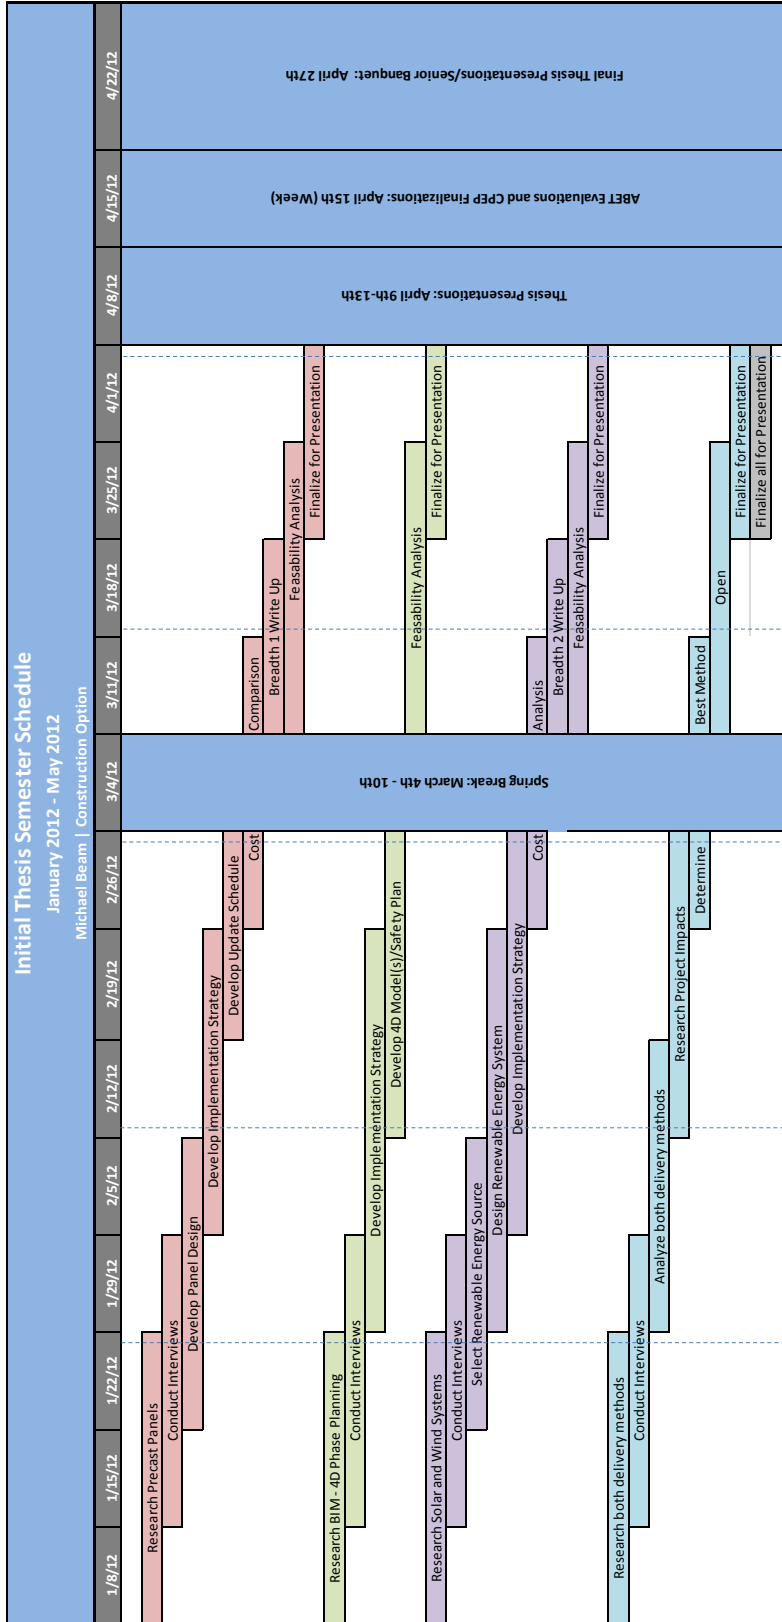 Initial Thesis Semester Schedule
January 2012 - May 2012
Michael Beam | Construction Option
1/8/12 1/15/12 1/22/12 1/29/12 2/5/12 2/12/12 2/19/12 2/26/12 3/4/12 3/11/12 3/18/12 3/25/12 4/1/12 4/8/12 4/15/12 4/22/12
Research Precast Panels
Conduct Interviews
Develop Panel Design
Develop Implementation Strategy
Develop Update Schedule
Cost
Comparison
Breadth 1 Write Up
Feasability Analysis
Finalize for Presentation
Research BIM - 4D Phase Planning
Conduct Interviews
Develop Implementation Strategy
Develop 4D Model(s)/Safety Plan
Feasability Analysis
Finalize for Presentation
Research Solar and Wind Systems
Conduct Interviews
Select Renewable Energy Source
Design Renewable Energy System
Develop Implementation Strategy
Cost
Analysis
Breadth 2 Write Up
Feasability Analysis
Finalize for Presentation
Research both delivery methods
Conduct Interviews
Analyze both delivery methods
Research Project Impacts
Determine
Best Method
Open
Finalize for Presentation
Finalize all for Presentation
Spring Break: March 4th - 10th
Thesis Presentations: April 9th-13th
ABET Evaluations and CPEP Finalizations: April 15th (Week)
Final Thesis Presentations/Senior Banquet: April 27th